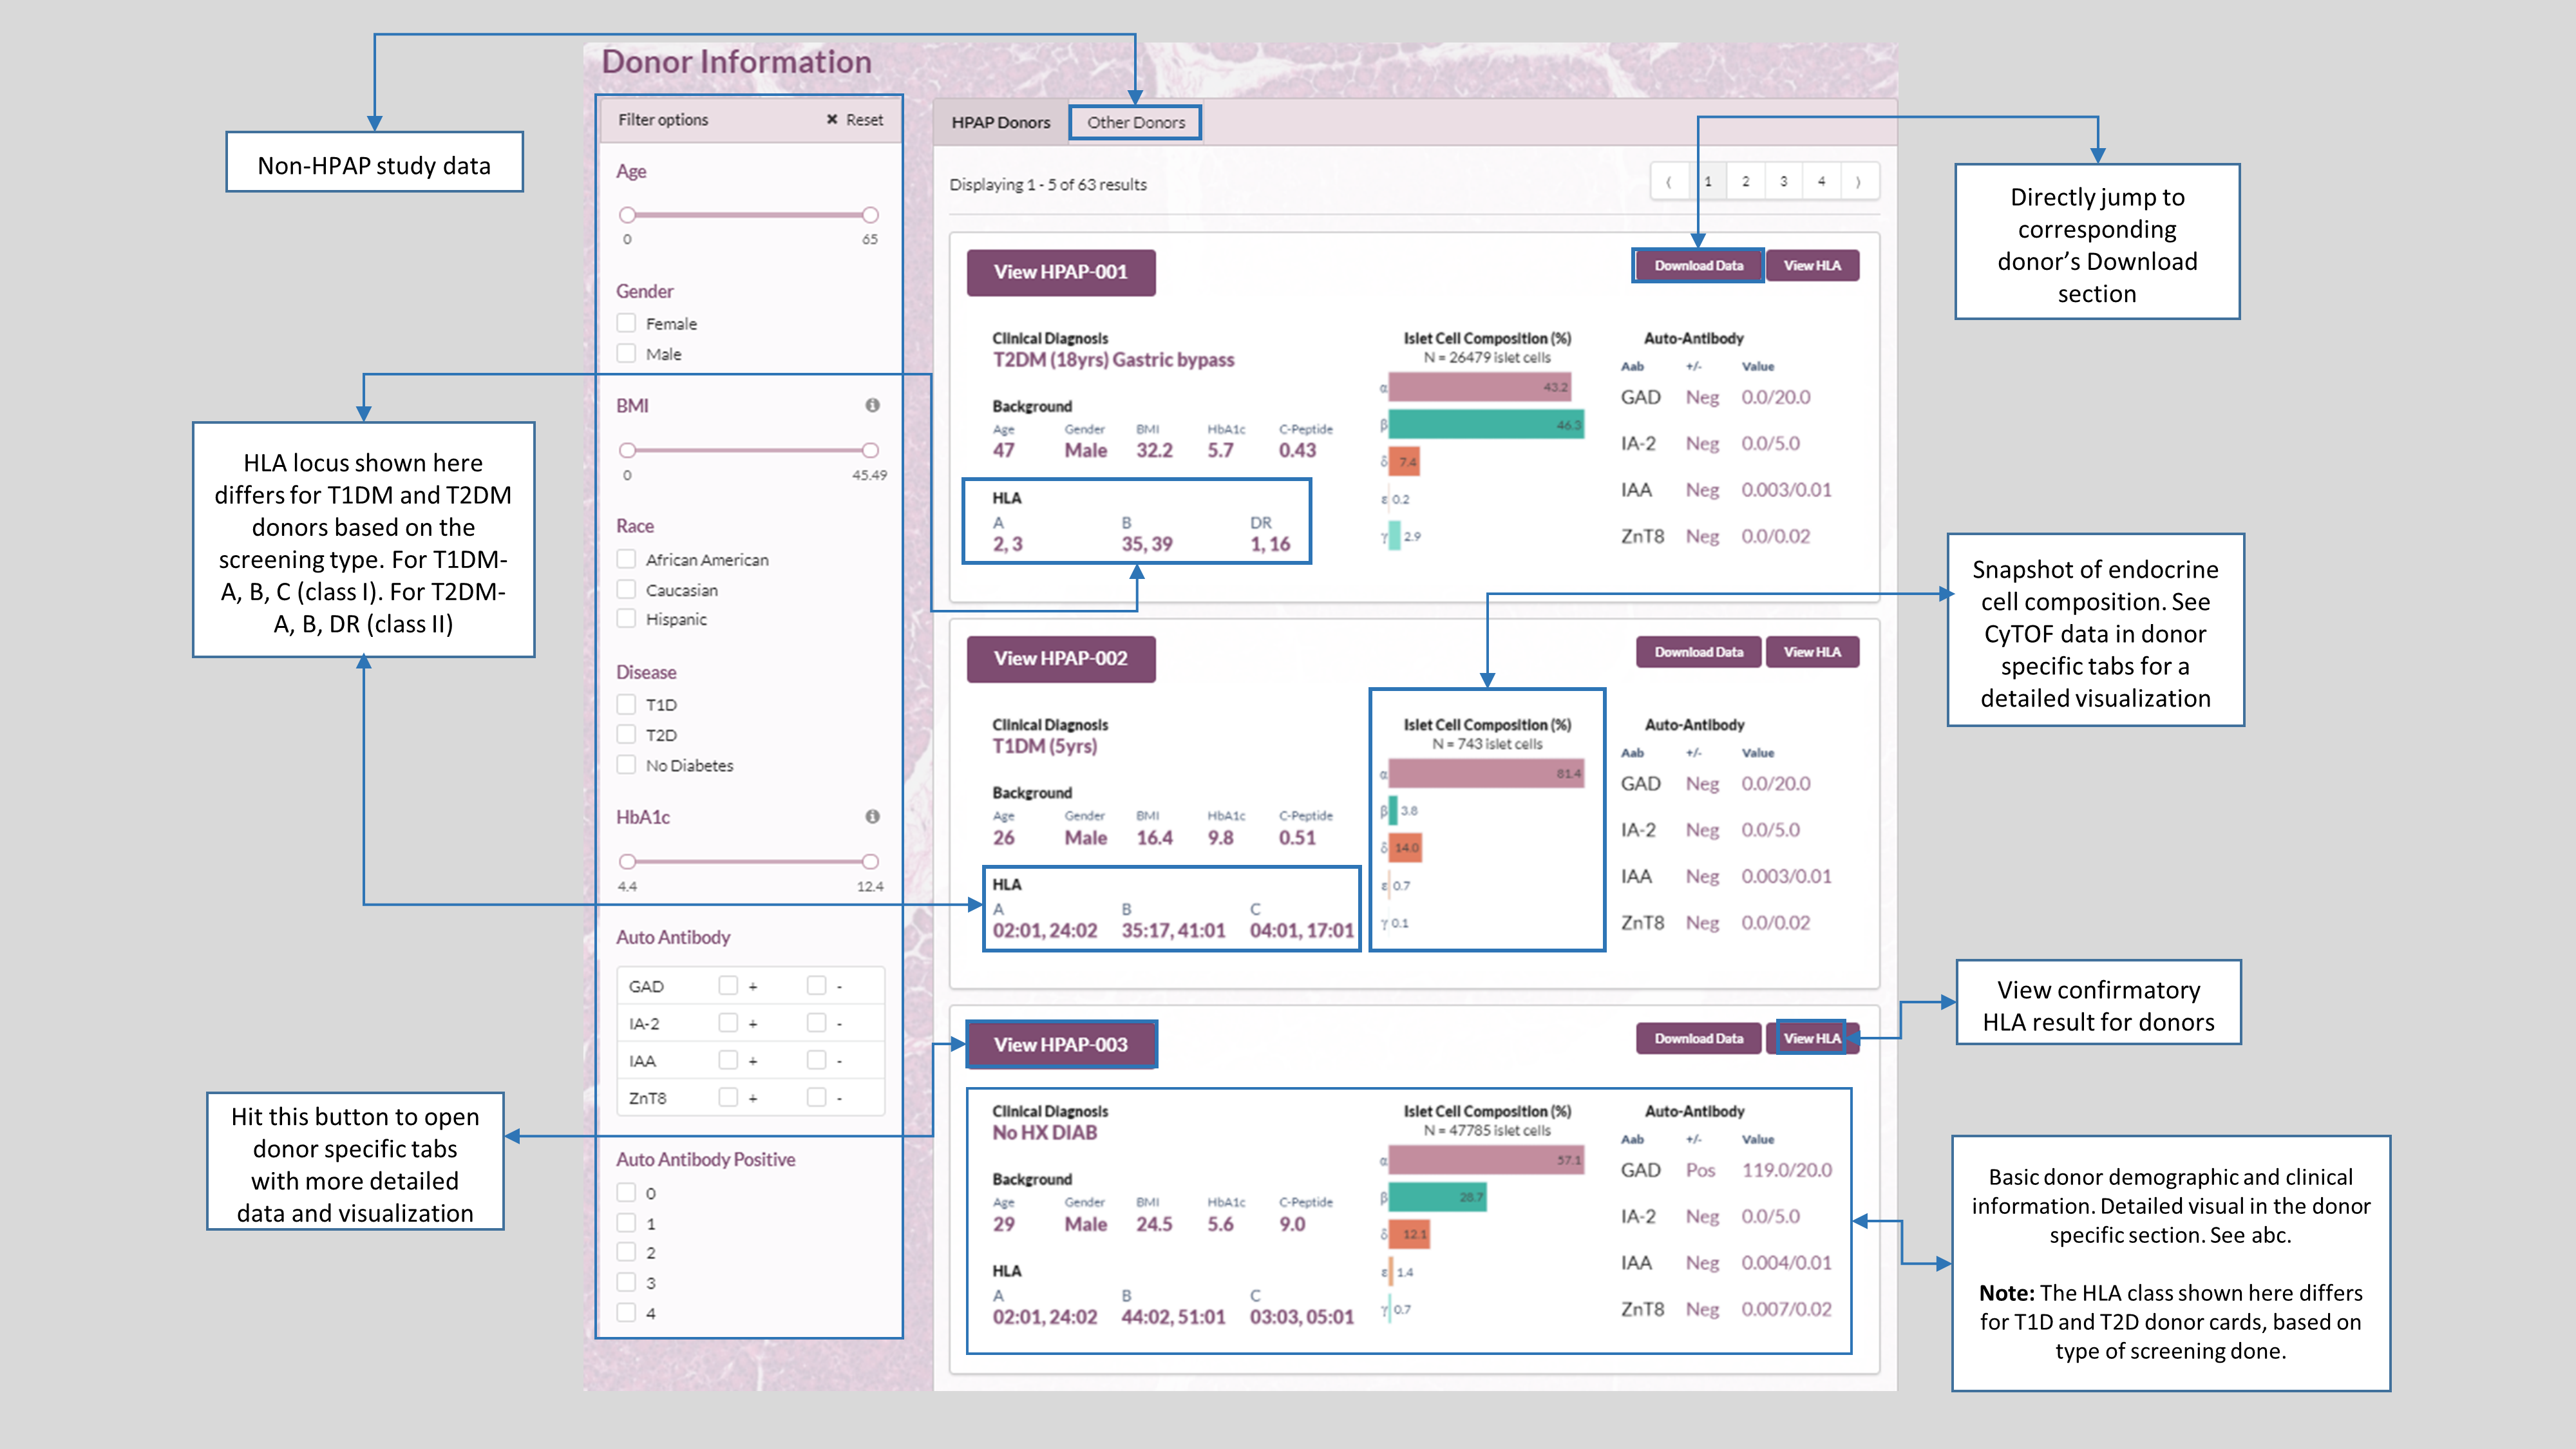 Donor Information
Non-HPAP study data
Filter options
✖ Reset
Age
0
65
Gender
Female
Male
BMI
0
45.49
Race
African American
Caucasian
Hispanic
Disease
T1D
T2D
No Diabetes
HbA1c
4.4
12.4
Auto Antibody
GAD + -
IA-2 + -
IAA + -
ZnT8 + -
Auto Antibody Positive
0
1
2
3
4
HLA locus shown here
differs for T1DM and T2DM
donors based on the
screening type. For T1DM-
A, B, C (class I). For T2DM-
A, B, DR (class II)
Hit this button to open
donor specific tabs
with more detailed
data and visualization
HPAP Donors
Other Donors
Displaying 1 - 5 of 63 results
⟨ 1 2 3 4 ⟩
View HPAP-001
Download Data
View HLA
Clinical Diagnosis
T2DM (18yrs) Gastric bypass
Background
Age Gender BMI HbA1c C-Peptide
47 Male 32.2 5.7 0.43
HLA
A B DR
2, 3 35, 39 1, 16
Islet Cell Composition (%)
N = 26479 islet cells
α 43.2
β 46.3
δ 7.4
ε 0.2
γ 2.9
Auto-Antibody
Aab +/- Value
GAD Neg 0.0/20.0
IA-2 Neg 0.0/5.0
IAA Neg 0.003/0.01
ZnT8 Neg 0.0/0.02
View HPAP-002
Download Data
View HLA
Clinical Diagnosis
T1DM (5yrs)
Background
Age Gender BMI HbA1c C-Peptide
26 Male 16.4 9.8 0.51
HLA
A B C
02:01, 24:02 35:17, 41:01 04:01, 17:01
Islet Cell Composition (%)
N = 743 islet cells
α 81.4
β 3.8
δ 14.0
ε 0.7
γ 0.1
Auto-Antibody
Aab +/- Value
GAD Neg 0.0/20.0
IA-2 Neg 0.0/5.0
IAA Neg 0.003/0.01
ZnT8 Neg 0.0/0.02
View HPAP-003
Download Data
View HLA
Clinical Diagnosis
No HX DIAB
Background
Age Gender BMI HbA1c C-Peptide
29 Male 24.5 5.6 9.0
HLA
A B C
02:01, 24:02 44:02, 51:01 03:03, 05:01
Islet Cell Composition (%)
N = 47785 islet cells
α 57.1
β 28.7
δ 12.1
ε 1.4
γ 0.7
Auto-Antibody
Aab +/- Value
GAD Pos 119.0/20.0
IA-2 Neg 0.0/5.0
IAA Neg 0.004/0.01
ZnT8 Neg 0.007/0.02
Directly jump to
corresponding
donor’s Download
section
Snapshot of endocrine
cell composition. See
CyTOF data in donor
specific tabs for a
detailed visualization
View confirmatory
HLA result for donors
Basic donor demographic and clinical
information. Detailed visual in the donor
specific section. See abc.
Note: The HLA class shown here differs
for T1D and T2D donor cards, based on
type of screening done.